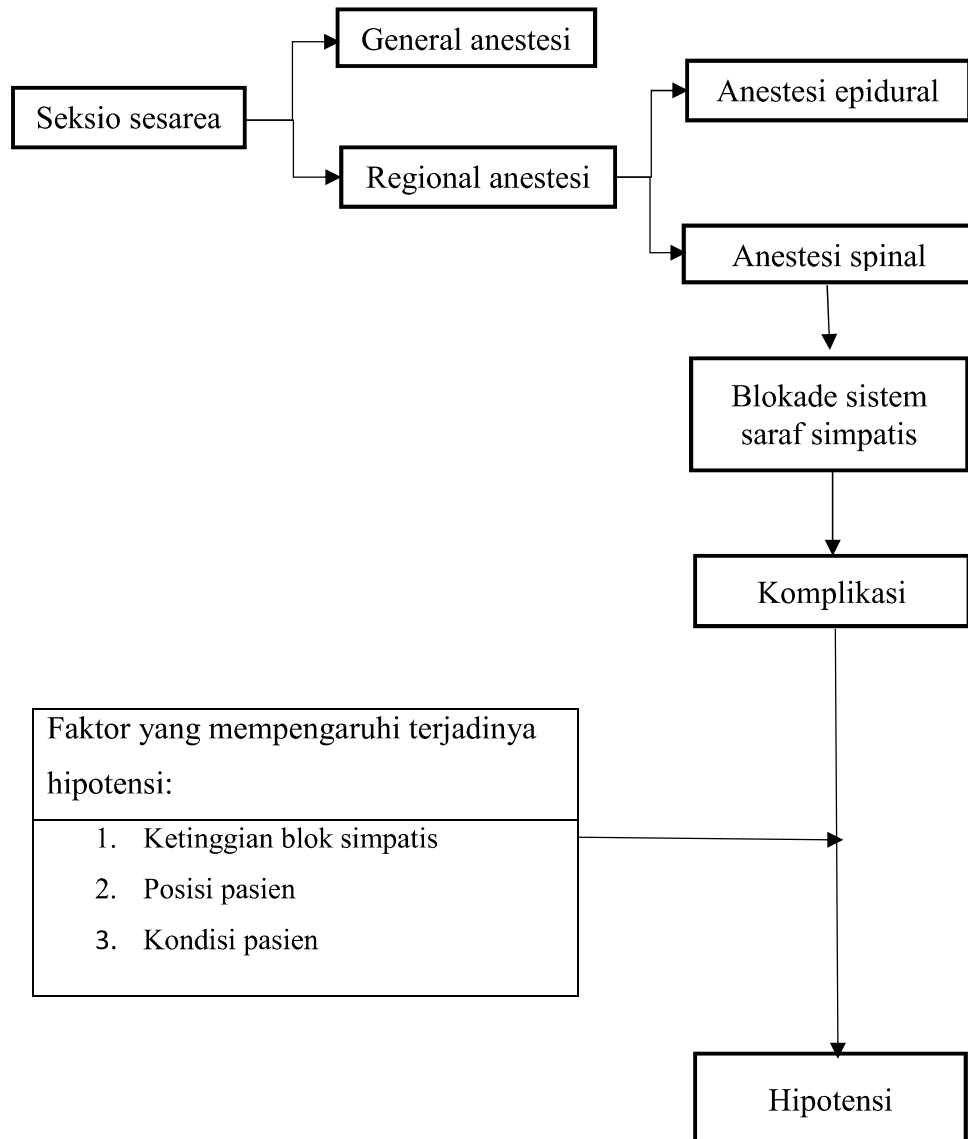 General anestesi
Anestesi epidural
Seksio sesarea
Regional anestesi
Anestesi spinal
Blokade sistem
saraf simpatis
Komplikasi
Faktor yang mempengaruhi terjadinya
hipotensi:
1. Ketinggian blok simpatis
2. Posisi pasien
3. Kondisi pasien
Hipotensi